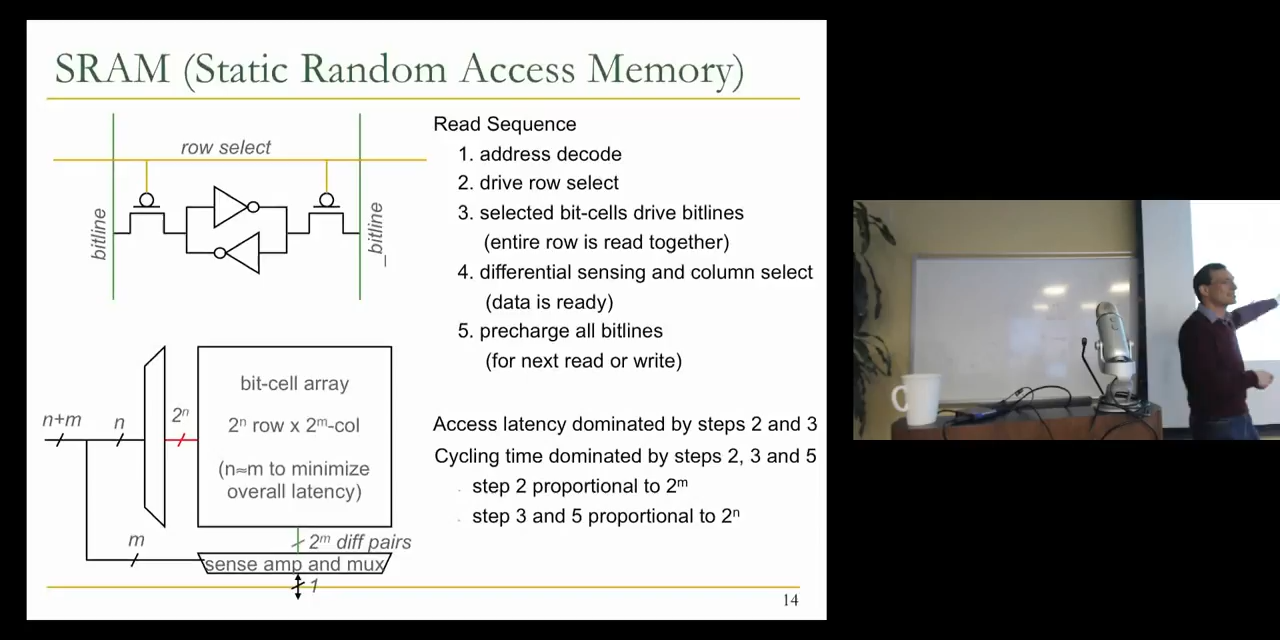 SRAM (Static Random Access Memory)
row select
bitline
_bitline
Read Sequence
1. address decode
2. drive row select
3. selected bit-cells drive bitlines
(entire row is read together)
4. differential sensing and column select
(data is ready)
5. precharge all bitlines
(for next read or write)
Access latency dominated by steps 2 and 3
Cycling time dominated by steps 2, 3 and 5
step 2 proportional to 2ᵐ
step 3 and 5 proportional to 2ⁿ
n+m
n
2ⁿ
bit-cell array
2ⁿ row x 2ᵐ-col
(n≈m to minimize
overall latency)
m
2ᵐ diff pairs
sense amp and mux
1
14